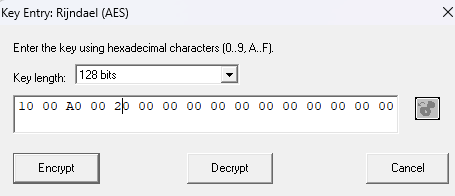 Key Entry: Rijndael (AES)
Enter the key using hexadecimal characters (0..9, A..F).
Key length: 128 bits
10 00 A0 00 20 00 00 00 00 00 00 00 00 00 00 00
Encrypt Decrypt Cancel